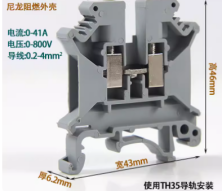 尼龙阻燃外壳
电流:0-41A
电压:0-800V
导线:0.2-4mm²
高46mm
宽43mm
厚6.2mm
使用TH35导轨安装